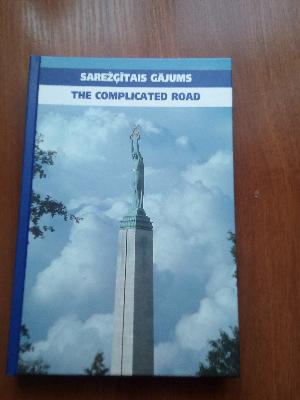 SAREŽĢĪTAIS GĀJUMS
THE COMPLICATED ROAD